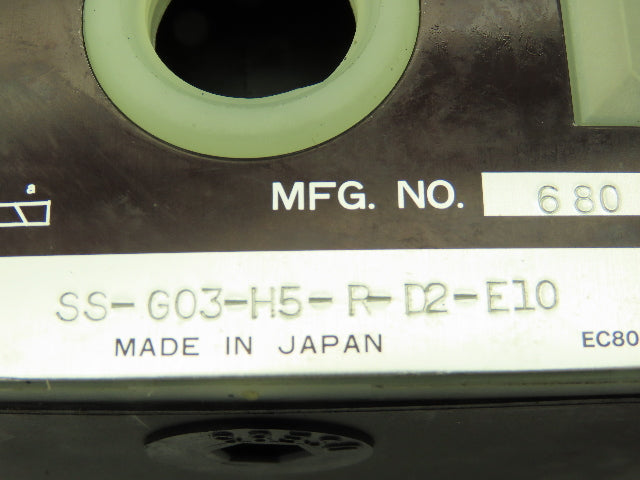 a
MFG. NO. 680
SS-G03-H5-R-D2-E10
MADE IN JAPAN
EC80